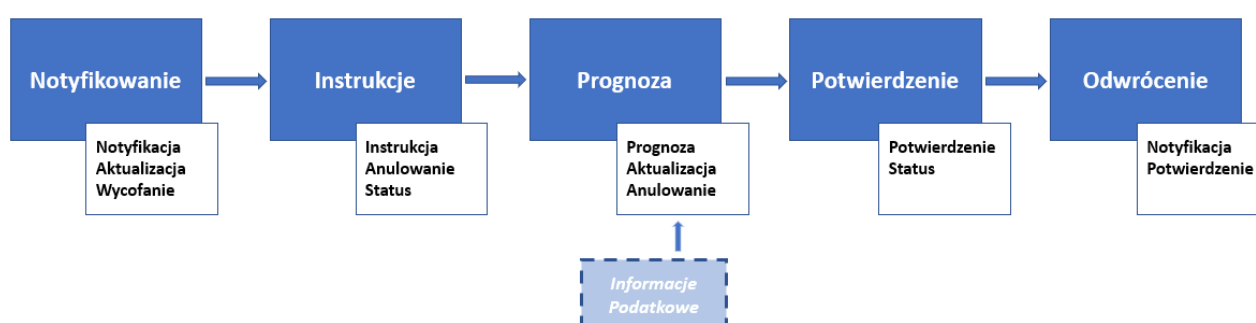 Notyfikowanie
Instrukcje
Prognoza
Potwierdzenie
Odwrócenie
Notyfikacja
Aktualizacja
Wycofanie
Instrukcja
Anulowanie
Status
Prognoza
Aktualizacja
Anulowanie
Potwierdzenie
Status
Notyfikacja
Potwierdzenie
Informacje
Podatkowe